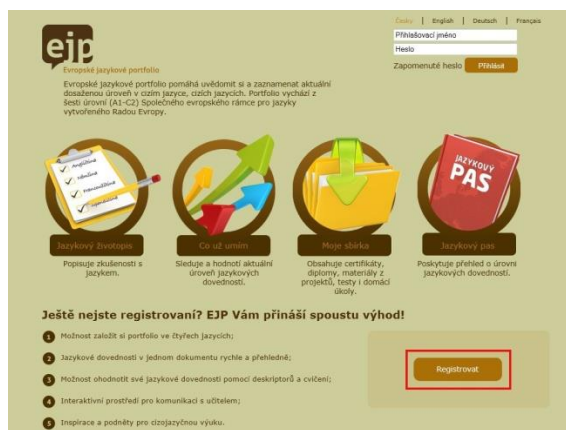 Česky | English | Deutsch | Français
ejp
Přihlašovací jméno
Heslo
Evropské jazykové portfolio
Zapomenuté heslo Přihlásit
Evropské jazykové portfolio pomáhá uvědomit si a zaznamenat aktuální
dosaženou úroveň v cizím jazyce, cizích jazycích. Portfolio vychází z
šesti úrovní (A1-C2) Společného evropského rámce pro jazyky
vytvořeného Radou Evropy.
Angličtina
Němčina
Francouzština
JAZYKOVÝ
PAS
Jazykový životopis
Co už umím
Moje sbírka
Jazykový pas
Popisuje zkušenosti s
jazykem.
Sleduje a hodnotí aktuální
úroveň jazykových
dovedností.
Obsahuje certifikáty,
diplomy, materiály z
projektů, testy i domácí
úkoly.
Poskytuje přehled o úrovni
jazykových dovedností.
Ještě nejste registrovaní? EJP Vám přináší spoustu výhod!
1 Možnost založit si portfolio ve čtyřech jazycích;
2 Jazykové dovednosti v jednom dokumentu rychle a přehledně;
3 Možnost ohodnotit své jazykové dovednosti pomocí deskriptorů a cvičení;
4 Interaktivní prostředí pro komunikaci s učitelem;
5 Inspirace a podněty pro cizojazyčnou výuku.
Registrovat